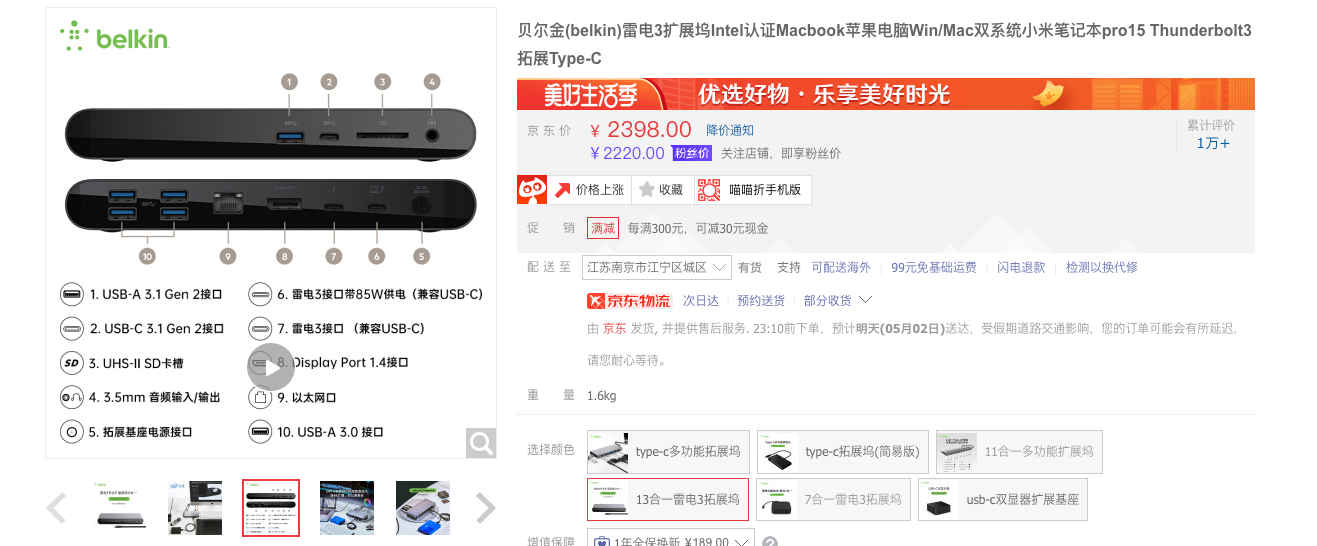 belkin
1
2
3
4
10
9
8
7
6
5
1. USB-A 3.1 Gen 2接口
6. 雷电3接口带85W供电（兼容USB-C)
2. USB-C 3.1 Gen 2接口
7. 雷电3接口 （兼容USB-C)
3. UHS-II SD卡槽
8. Display Port 1.4接口
4. 3.5mm 音频输入/输出
9. 以太网口
5. 拓展基座电源接口
10. USB-A 3.0 接口
贝尔金(belkin)雷电3扩展坞Intel认证Macbook苹果电脑Win/Mac双系统小米笔记本pro15 Thunderbolt3
拓展Type-C
美好生活季 优选好物·乐享美好时光
京东价 ¥ 2398.00 降价通知
累计评价
¥2220.00 粉丝价 关注店铺，即享粉丝价
1万+
价格上涨 收藏 喵喵折手机版
促销 满减 每满300元，可减30元现金
配送至 江苏南京市江宁区城区 有货 支持 可配送海外 99元免基础运费 闪电退款 检测以换代修
京东物流 次日达 预约送货 部分收货
由 京东 发货, 并提供售后服务. 23:10前下单，预计明天(05月02日)送达，受假期道路交通影响，您的订单可能会有所延迟，
请您耐心等待。
重量 1.6kg
选择颜色 type-c多功能拓展坞 type-c拓展坞(简易版) 11合一多功能扩展坞
13合一雷电3拓展坞 7合一雷电3拓展坞 usb-c双显器扩展基座
增值保障 1年全保换新 ¥189.00 ?